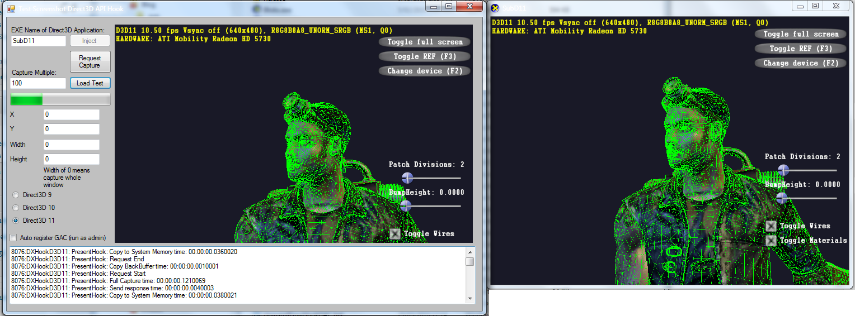 EXE Name of Direct3D Application:
SubD11
Inject
Request
Capture
Capture Multiple:
100
Load Test
X
0
Y
0
Width
0
Height
0
Width of 0 means
capture whole
window
Direct3D 9
Direct3D 10
Direct3D 11
Auto register GAC (run as admin)
D3D11 10.58 fps Vsync off (640x480), R8G8B8A8_UNORM_SRGB (MS1, Q0)
HARDWARE: ATI Mobility Radeon HD 5730
Toggle full screen
Toggle REF (F3)
Change device (F2)
Patch Divisions: 2
BumpHeight: 0.0000
Toggle Wires
8076:DXHookD3D11: PresentHook: Copy to System Memory time: 00:00:00.0360020
8076:DXHookD3D11: PresentHook: Request End
8076:DXHookD3D11: PresentHook: Copy BackBuffer time: 00:00:00.0010001
8076:DXHookD3D11: PresentHook: Request Start
8076:DXHookD3D11: PresentHook: Full Capture time: 00:00:00.1210069
8076:DXHookD3D11: PresentHook: Send response time: 00:00:00.0040003
8076:DXHookD3D11: PresentHook: Copy to System Memory time: 00:00:00.0380021
D3D11 10.58 fps Vsync off (640x480), R8G8B8A8_UNORM_SRGB (MS1, Q0)
HARDWARE: ATI Mobility Radeon HD 5730
Toggle full screen
Toggle REF (F3)
Change device (F2)
Patch Divisions: 2
BumpHeight: 0.0000
Toggle Wires
Toggle Materials